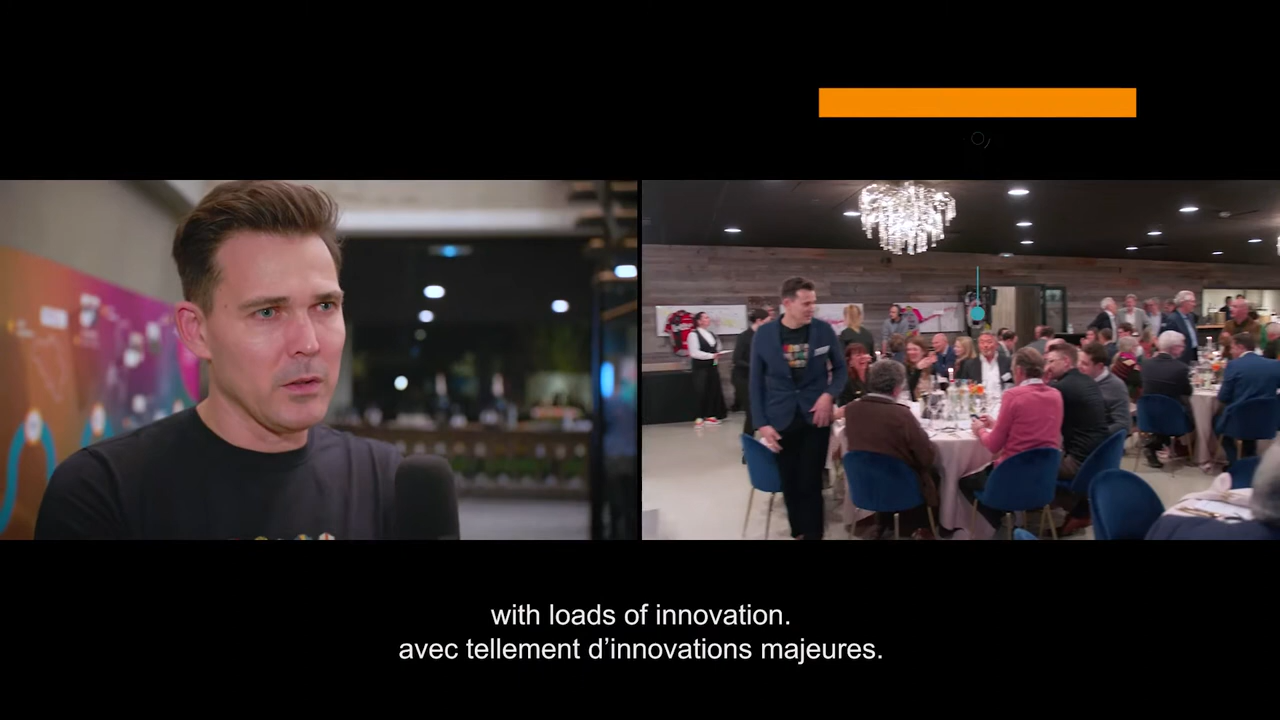 with loads of innovation.
avec tellement d’innovations majeures.